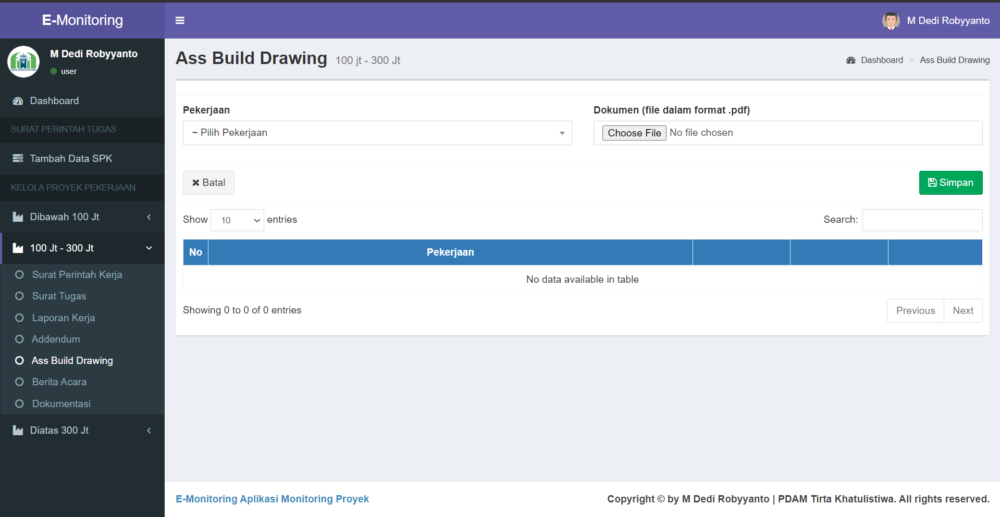 E-Monitoring
M Dedi Robyyanto
M Dedi Robyyanto
user
Dashboard
SURAT PERINTAH TUGAS
Tambah Data SPK
KELOLA PROYEK PEKERJAAN
Dibawah 100 Jt
100 Jt - 300 Jt
Surat Perintah Kerja
Surat Tugas
Laporan Kerja
Addendum
Ass Build Drawing
Berita Acara
Dokumentasi
Diatas 300 Jt
Ass Build Drawing 100 jt - 300 Jt
Dashboard > Ass Build Drawing
Pekerjaan
~ Pilih Pekerjaan
Dokumen (file dalam format .pdf)
Choose File No file chosen
Batal
Simpan
Show 10 entries
Search:
No Pekerjaan
No data available in table
Showing 0 to 0 of 0 entries
Previous Next
E-Monitoring Aplikasi Monitoring Proyek
Copyright © by M Dedi Robyyanto | PDAM Tirta Khatulistiwa. All rights reserved.
TIRTA KHATULISTIWA